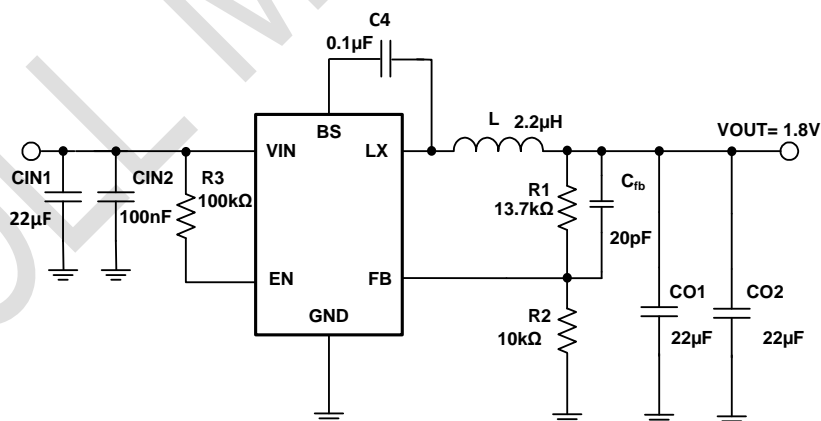 C4
0.1µF
BS
L 2.2µH
VOUT= 1.8V
VIN
LX
CIN1
22µF
CIN2
100nF
R3
100kΩ
R1
13.7kΩ
Cfb
20pF
EN
FB
GND
R2
10kΩ
CO1
22µF
CO2
22µF